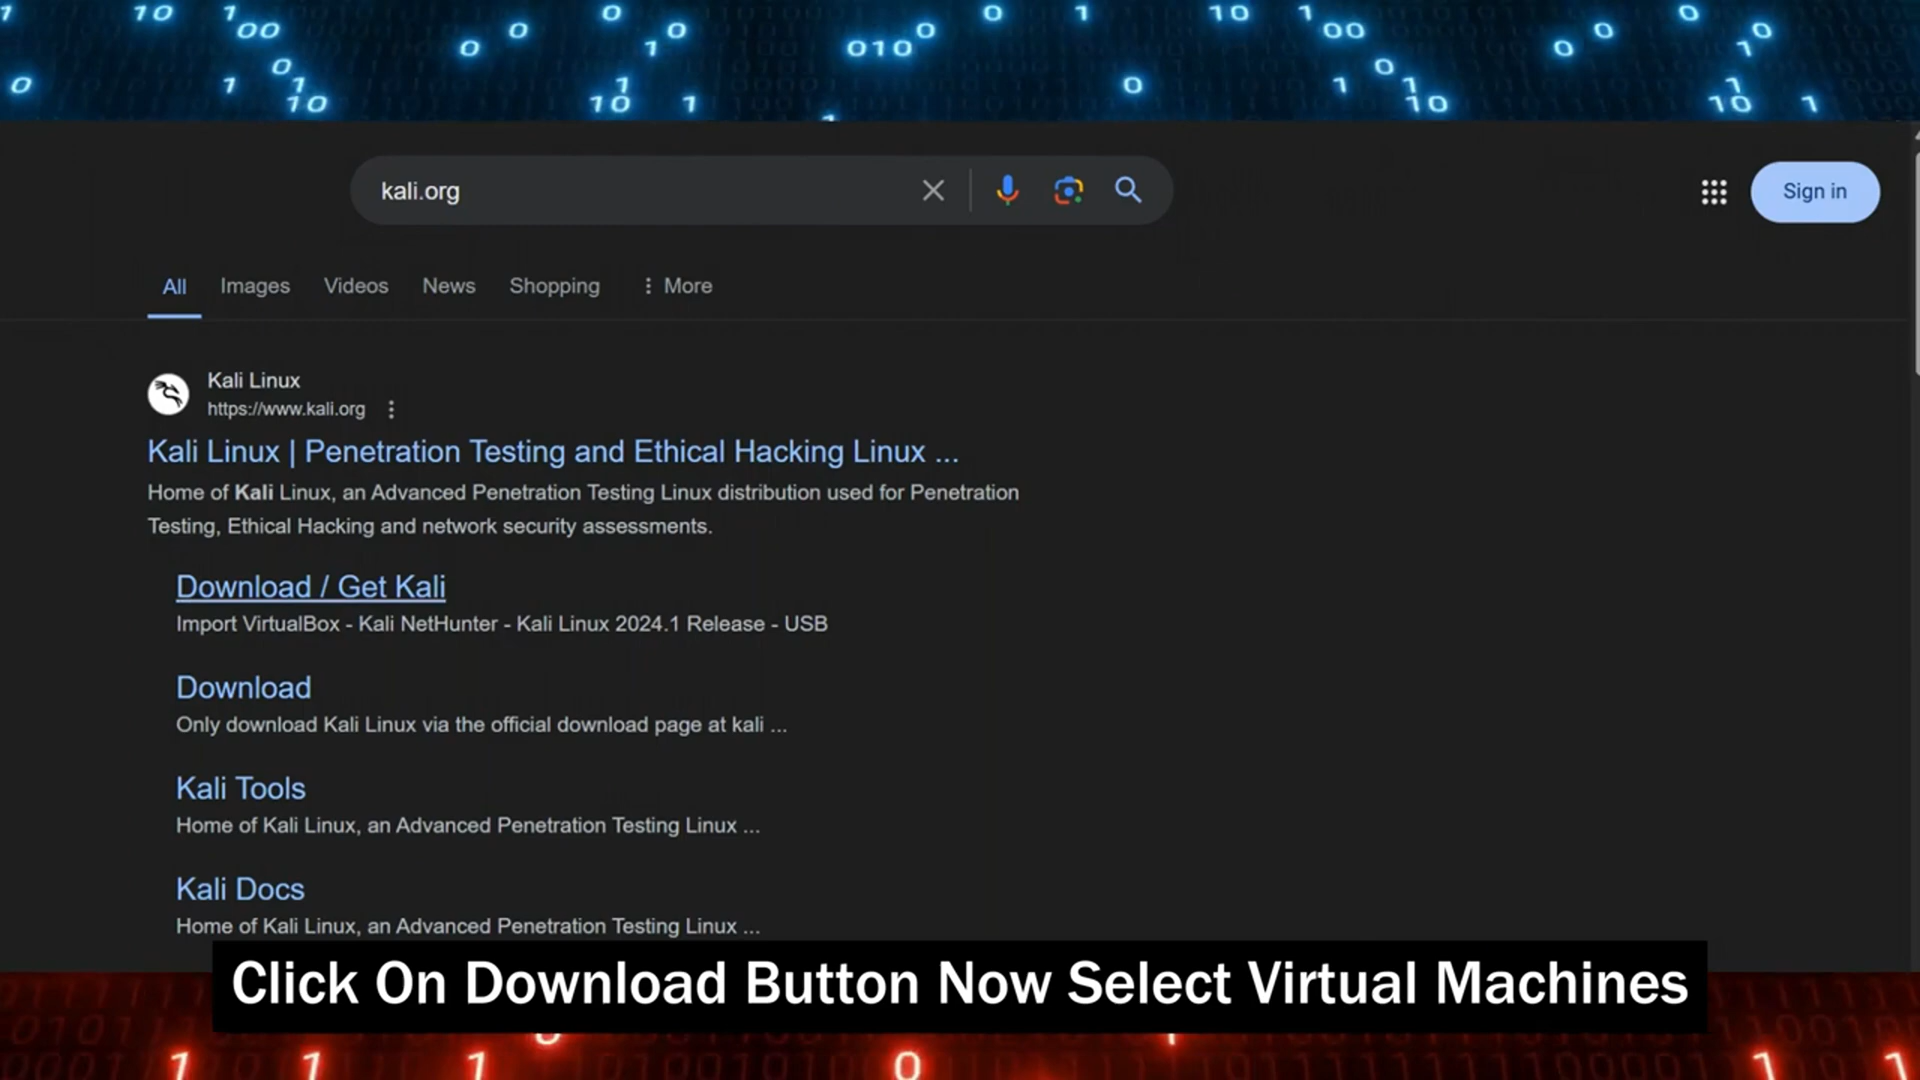 kali.org
Sign in
All Images Videos News Shopping More
Kali Linux
https://www.kali.org
Kali Linux | Penetration Testing and Ethical Hacking Linux ...
Home of Kali Linux, an Advanced Penetration Testing Linux distribution used for Penetration
Testing, Ethical Hacking and network security assessments.
Download / Get Kali
Import VirtualBox - Kali NetHunter - Kali Linux 2024.1 Release - USB
Download
Only download Kali Linux via the official download page at kali ...
Kali Tools
Home of Kali Linux, an Advanced Penetration Testing Linux ...
Kali Docs
Home of Kali Linux, an Advanced Penetration Testing Linux ...
Click On Download Button Now Select Virtual Machines